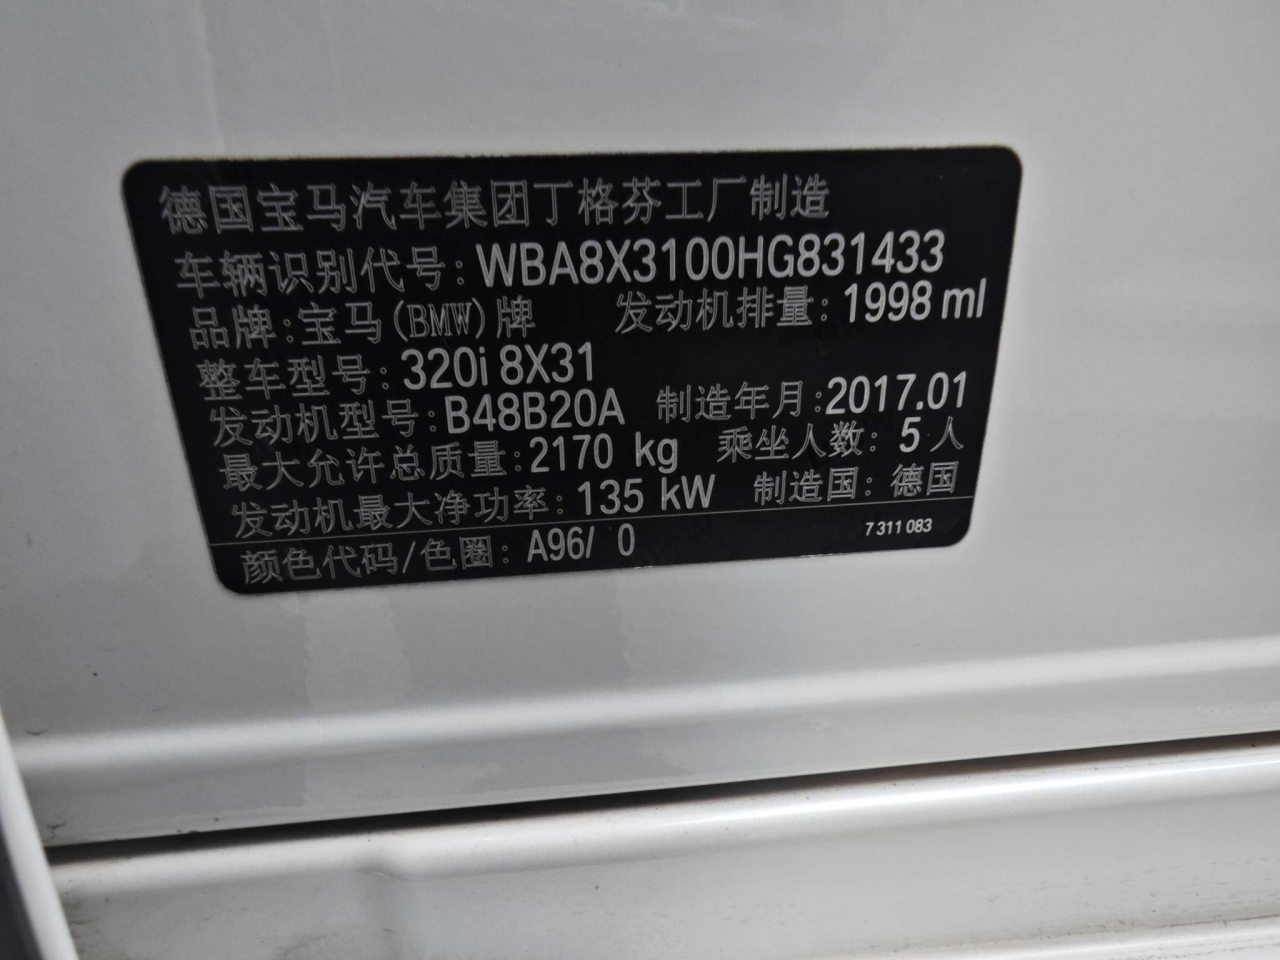 德国宝马汽车集团丁格芬工厂制造
车辆识别代号: WBA8X3100HG831433
品牌: 宝马(BMW)牌 发动机排量: 1998 ml
整车型号: 320i 8X31
发动机型号: B48B20A 制造年月: 2017.01
最大允许总质量: 2170 kg 乘坐人数: 5 人
发动机最大净功率: 135 kW 制造国: 德国
颜色代码/色圈: A96/ 0 7 311 083